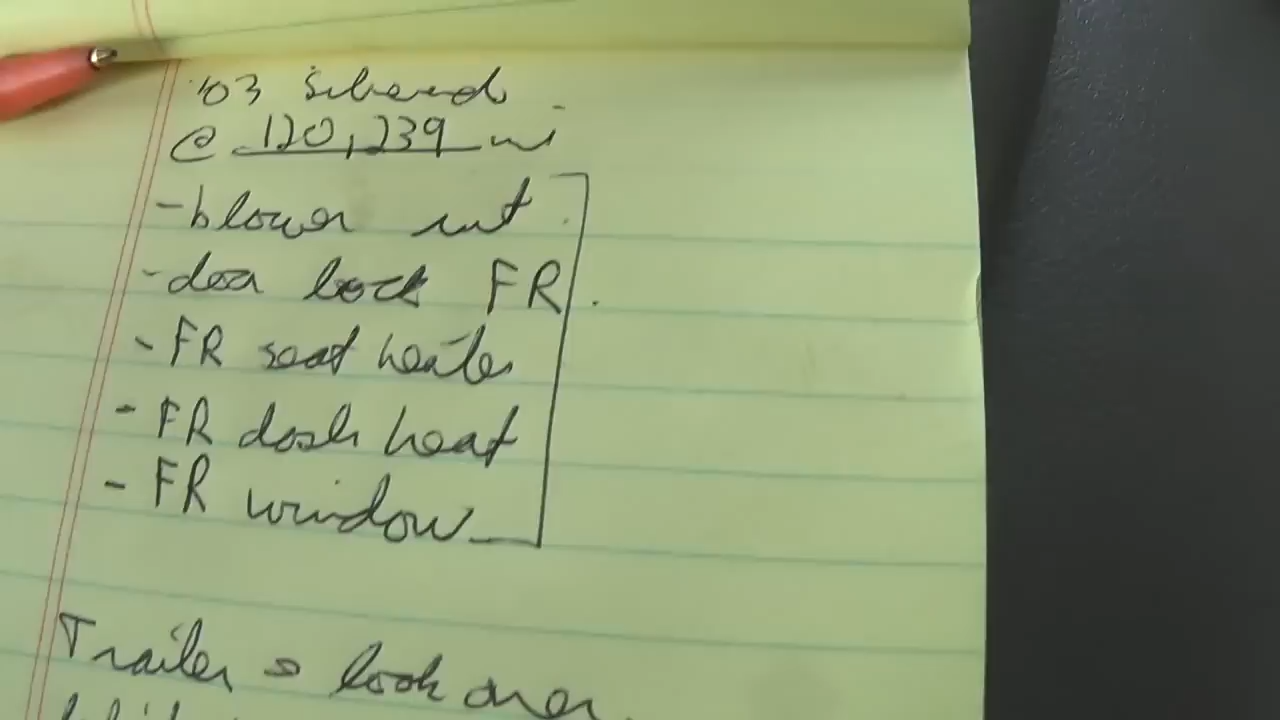 '03 Silverado
@ 120,239 mi
- blower int.
- door lock FR.
- FR seat heater
- FR dash heat
- FR window
Trailer → look over